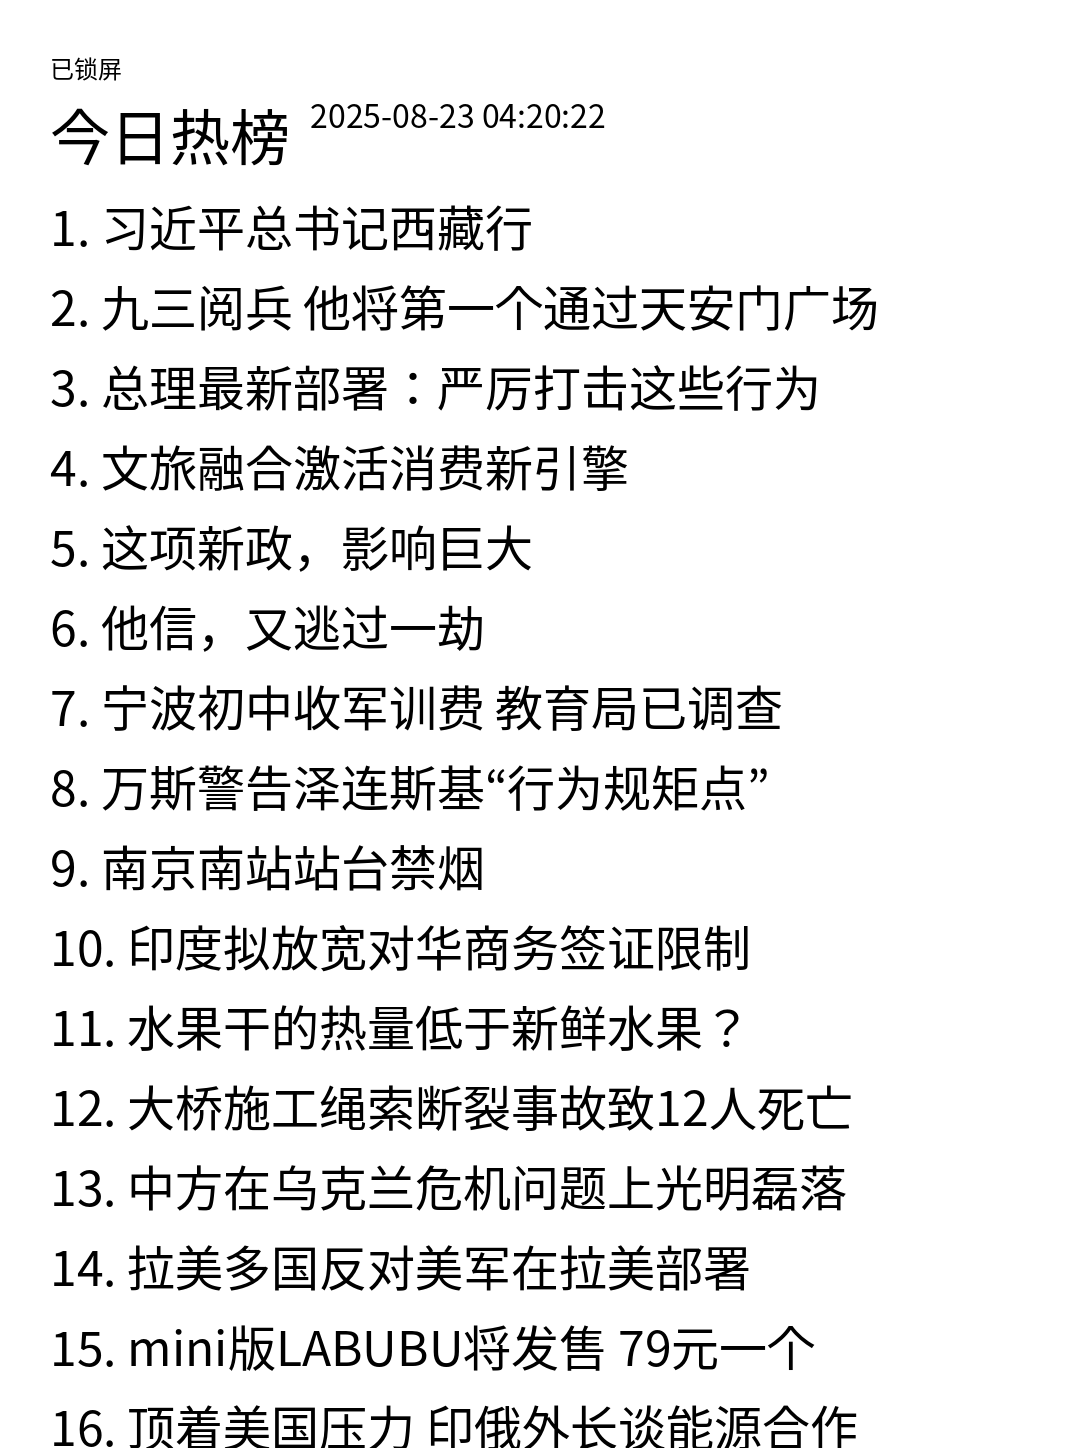 已锁屏
今日热榜 2025-08-23 04:20:22
1. 习近平总书记西藏行
2. 九三阅兵 他将第一个通过天安门广场
3. 总理最新部署：严厉打击这些行为
4. 文旅融合激活消费新引擎
5. 这项新政，影响巨大
6. 他信，又逃过一劫
7. 宁波初中收军训费 教育局已调查
8. 万斯警告泽连斯基“行为规矩点”
9. 南京南站站台禁烟
10. 印度拟放宽对华商务签证限制
11. 水果干的热量低于新鲜水果？
12. 大桥施工绳索断裂事故致12人死亡
13. 中方在乌克兰危机问题上光明磊落
14. 拉美多国反对美军在拉美部署
15. mini版LABUBU将发售 79元一个
16. 顶着美国压力 印俄外长谈能源合作